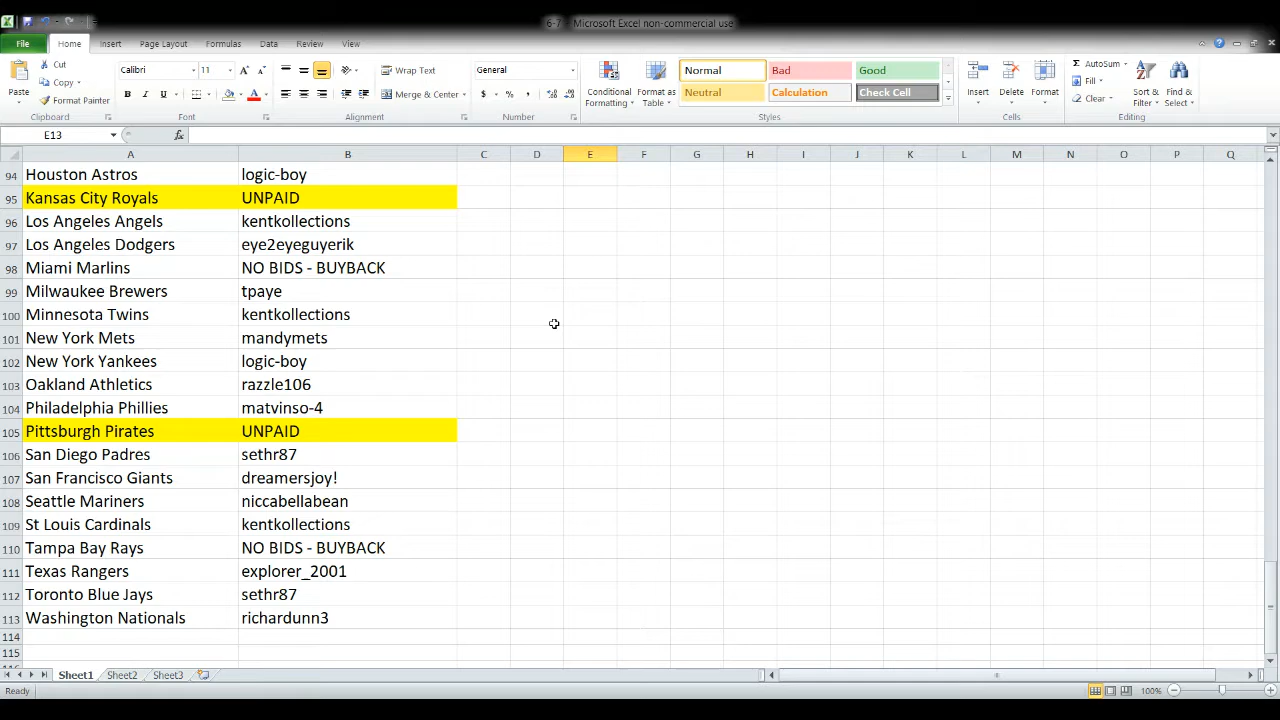 6-7 - Microsoft Excel non-commercial use
File Home Insert Page Layout Formulas Data Review View
Paste
Cut
Copy
Format Painter
Clipboard
Calibri 11
B I U
Font
Wrap Text
Merge & Center
Alignment
General
$ % ,
Number
Conditional Formatting
Format as Table
Normal Bad Good
Neutral Calculation Check Cell
Styles
Insert Delete Format
Cells
AutoSum
Fill
Clear
Sort & Filter
Find & Select
Editing
E13 fx
A B C D E F G H I J K L M N O P Q
94 Houston Astros logic-boy
95 Kansas City Royals UNPAID
96 Los Angeles Angels kentkollections
97 Los Angeles Dodgers eye2eyeguyerik
98 Miami Marlins NO BIDS - BUYBACK
99 Milwaukee Brewers tpaye
100 Minnesota Twins kentkollections
101 New York Mets mandymets
102 New York Yankees logic-boy
103 Oakland Athletics razzle106
104 Philadelphia Phillies matvinso-4
105 Pittsburgh Pirates UNPAID
106 San Diego Padres sethr87
107 San Francisco Giants dreamersjoy!
108 Seattle Mariners niccabellabean
109 St Louis Cardinals kentkollections
110 Tampa Bay Rays NO BIDS - BUYBACK
111 Texas Rangers explorer_2001
112 Toronto Blue Jays sethr87
113 Washington Nationals richardunn3
114
115
Sheet1 Sheet2 Sheet3
Ready 100%